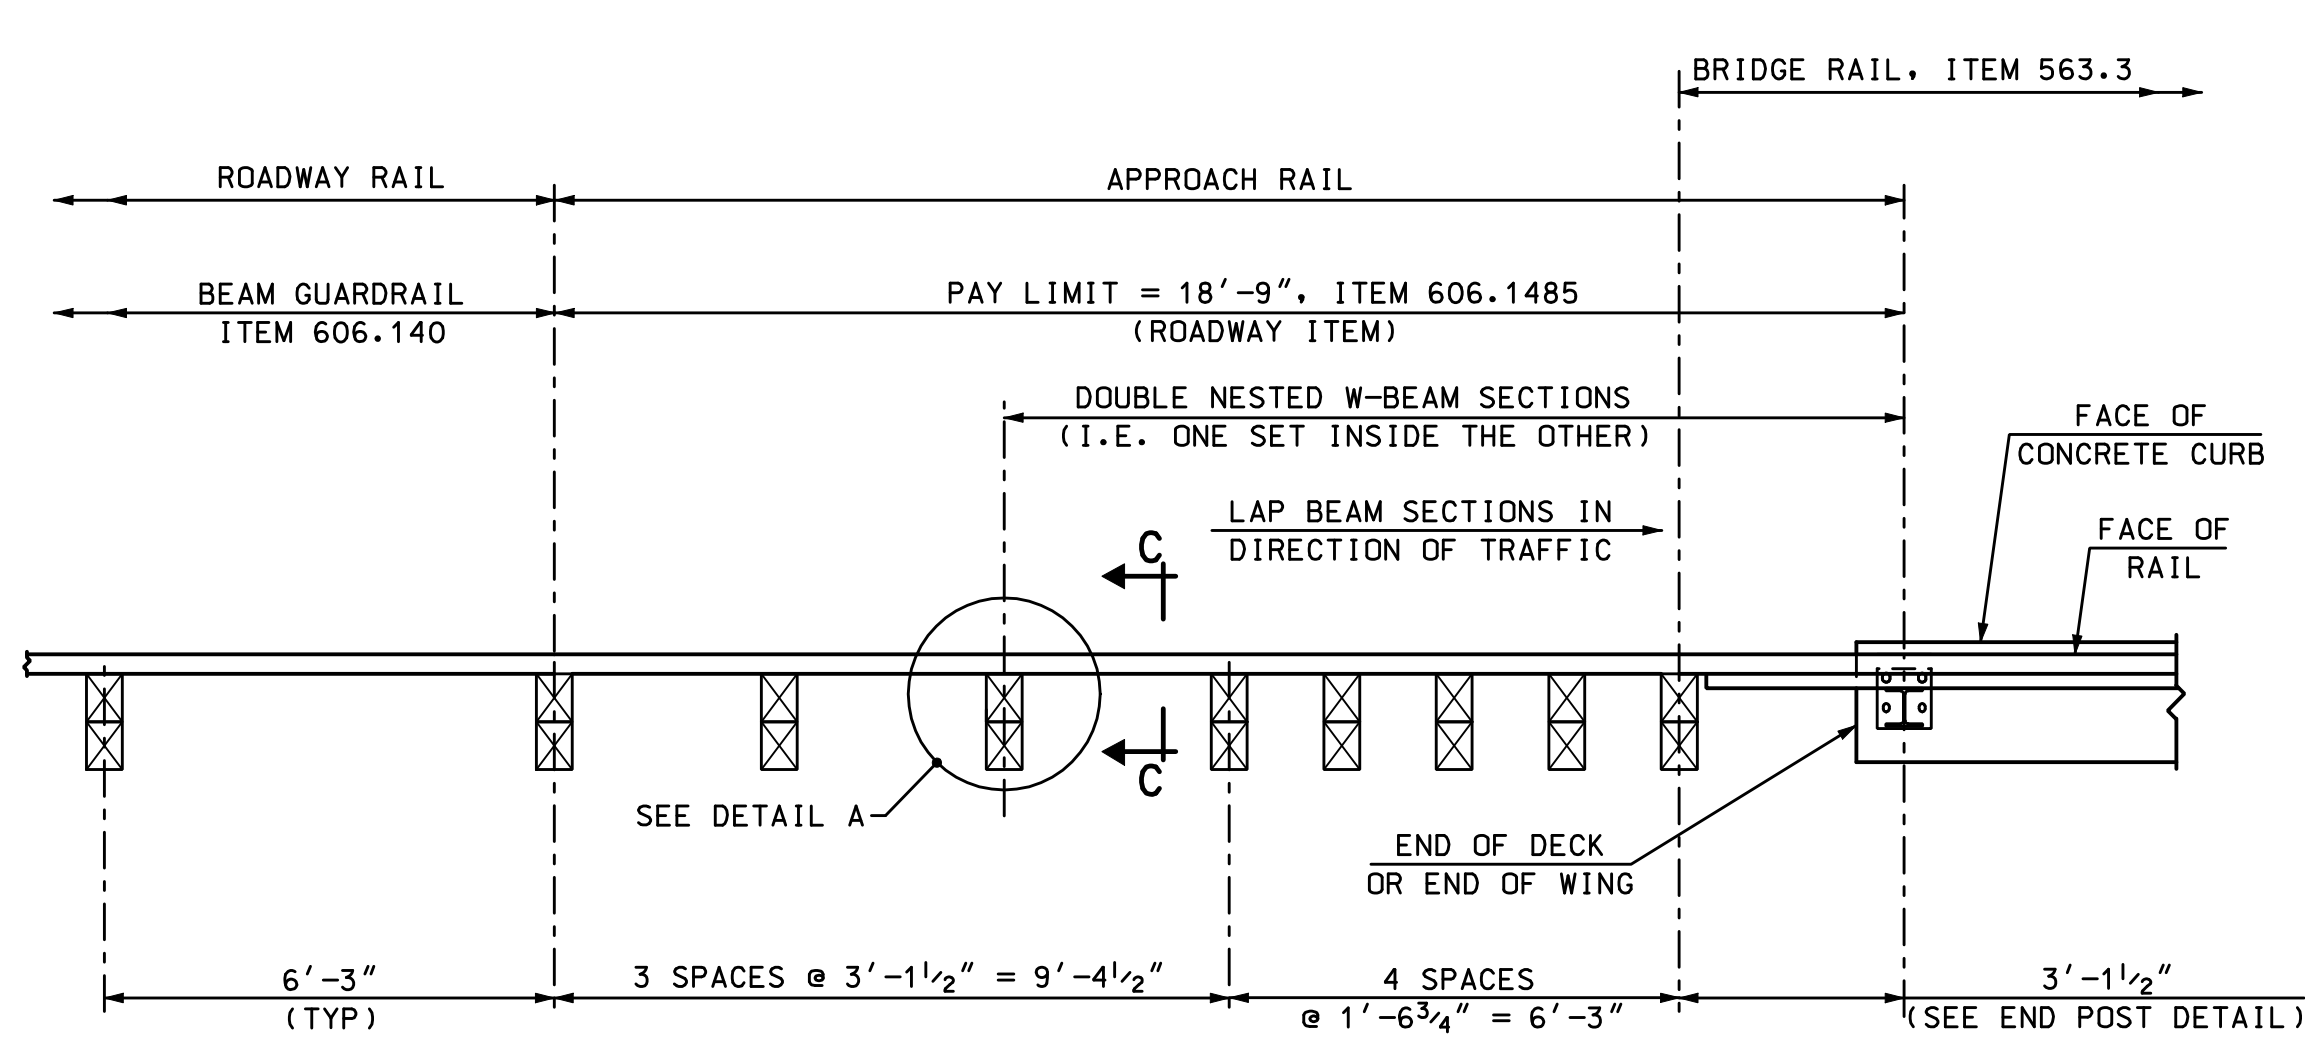 BRIDGE RAIL, ITEM 563.3
ROADWAY RAIL
APPROACH RAIL
BEAM GUARDRAIL
ITEM 606.140
PAY LIMIT = 18'-9", ITEM 606.1485
(ROADWAY ITEM)
DOUBLE NESTED W-BEAM SECTIONS
(I.E. ONE SET INSIDE THE OTHER)
FACE OF
CONCRETE CURB
LAP BEAM SECTIONS IN
DIRECTION OF TRAFFIC
FACE OF
RAIL
C
C
SEE DETAIL A
END OF DECK
OR END OF WING
6'-3"
(TYP)
3 SPACES @ 3'-1½" = 9'-4½"
4 SPACES
@ 1'-6¾" = 6'-3"
3'-1½"
(SEE END POST DETAIL)